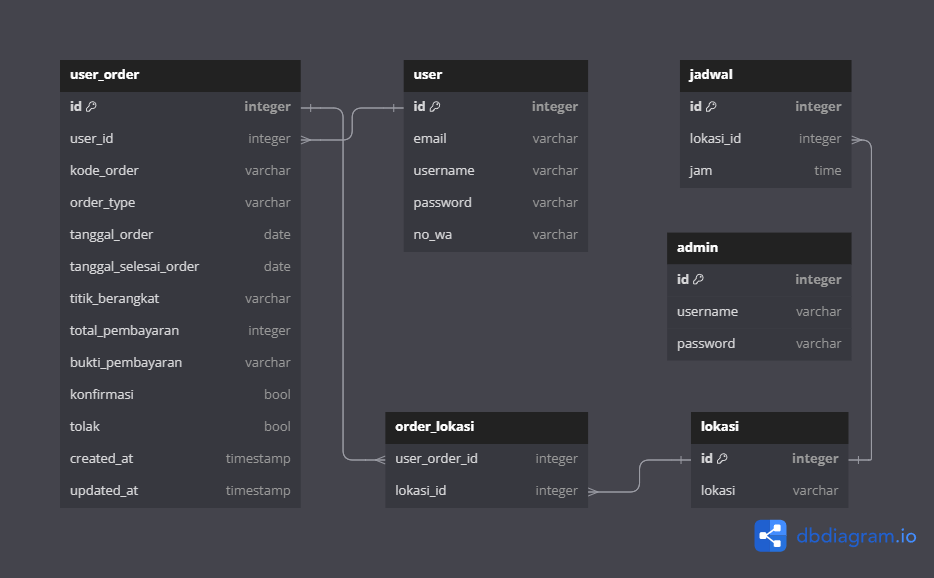 user_order
id integer
user_id integer
kode_order varchar
order_type varchar
tanggal_order date
tanggal_selesai_order date
titik_berangkat varchar
total_pembayaran integer
bukti_pembayaran varchar
konfirmasi bool
tolak bool
created_at timestamp
updated_at timestamp
user
id integer
email varchar
username varchar
password varchar
no_wa varchar
jadwal
id integer
lokasi_id integer
jam time
admin
id integer
username varchar
password varchar
order_lokasi
user_order_id integer
lokasi_id integer
lokasi
id integer
lokasi varchar
dbdiagram.io